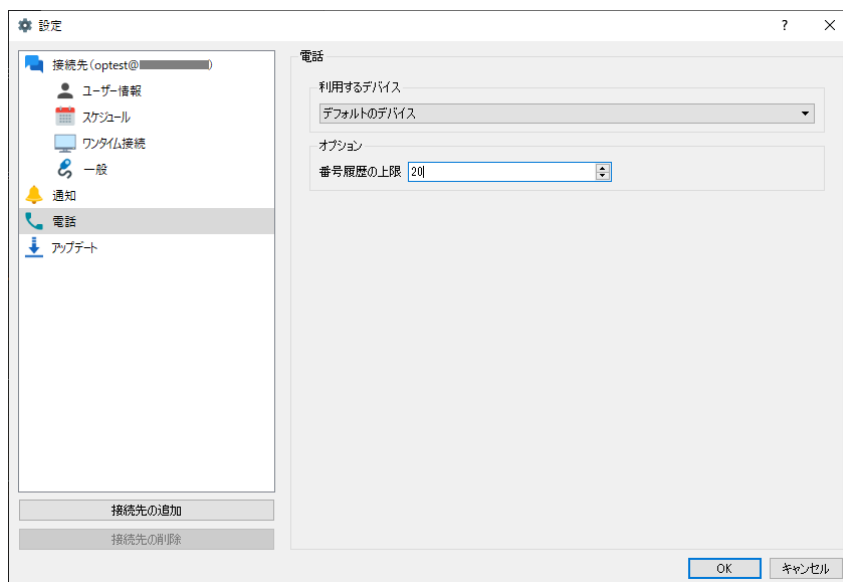 設定
接続先(optest@ )
ユーザー情報
スケジュール
ワンタイム接続
一般
通知
電話
アップデート
接続先の追加
接続先の削除
電話
利用するデバイス
デフォルトのデバイス
オプション
番号履歴の上限 20
OK キャンセル